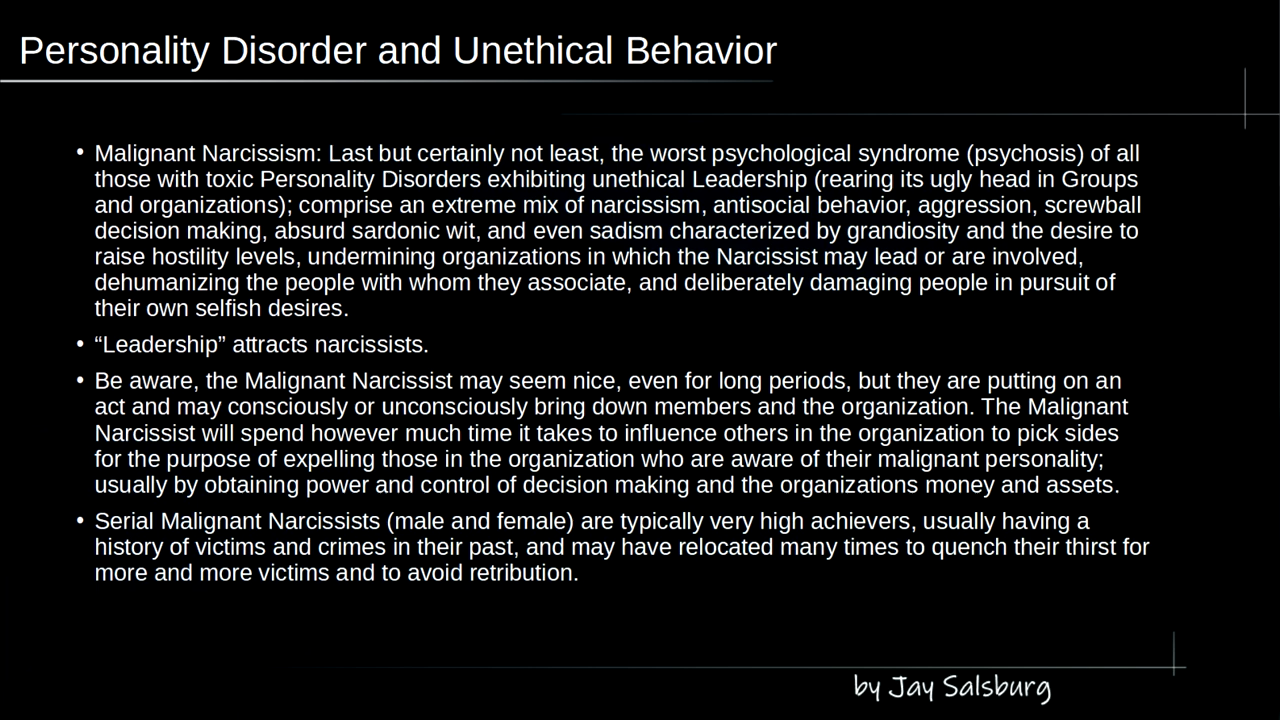 Personality Disorder and Unethical Behavior
• Malignant Narcissism: Last but certainly not least, the worst psychological syndrome (psychosis) of all
those with toxic Personality Disorders exhibiting unethical Leadership (rearing its ugly head in Groups
and organizations); comprise an extreme mix of narcissism, antisocial behavior, aggression, screwball
decision making, absurd sardonic wit, and even sadism characterized by grandiosity and the desire to
raise hostility levels, undermining organizations in which the Narcissist may lead or are involved,
dehumanizing the people with whom they associate, and deliberately damaging people in pursuit of
their own selfish desires.
• “Leadership” attracts narcissists.
• Be aware, the Malignant Narcissist may seem nice, even for long periods, but they are putting on an
act and may consciously or unconsciously bring down members and the organization. The Malignant
Narcissist will spend however much time it takes to influence others in the organization to pick sides
for the purpose of expelling those in the organization who are aware of their malignant personality;
usually by obtaining power and control of decision making and the organizations money and assets.
• Serial Malignant Narcissists (male and female) are typically very high achievers, usually having a
history of victims and crimes in their past, and may have relocated many times to quench their thirst for
more and more victims and to avoid retribution.
by Jay Salsburg